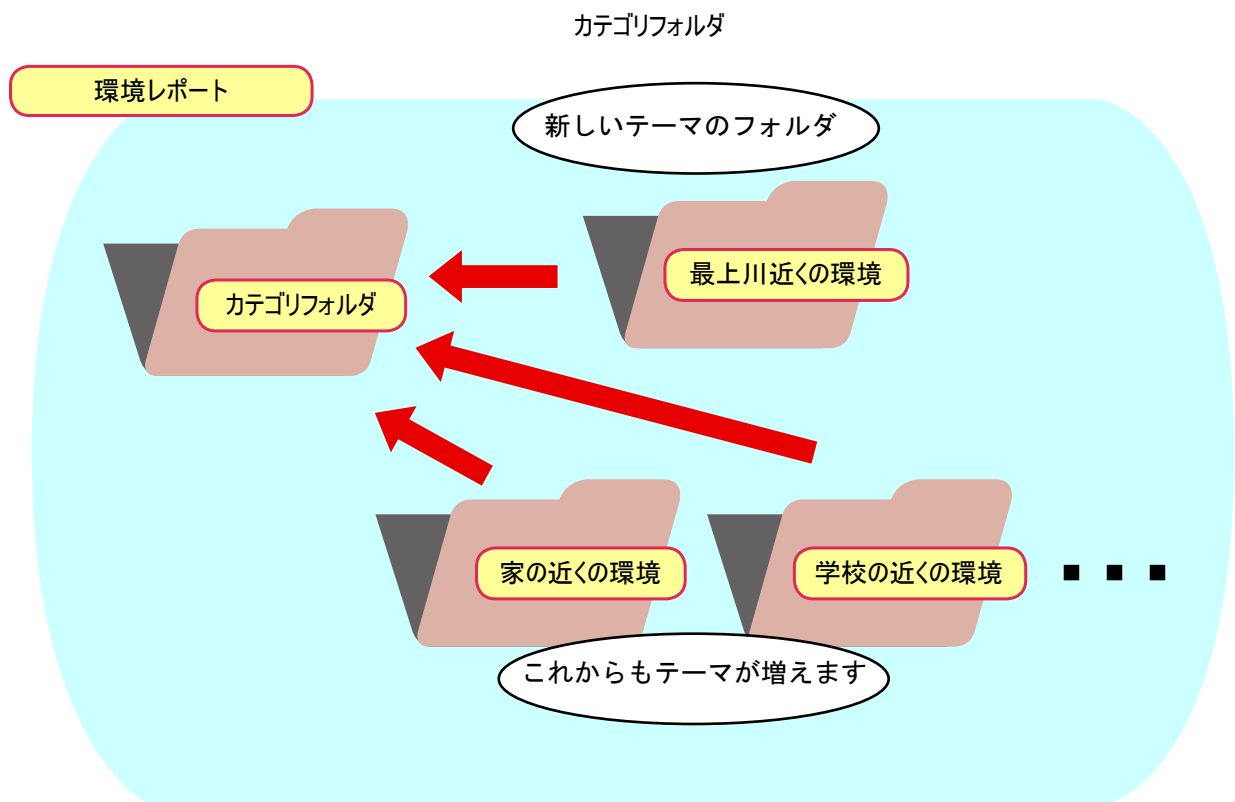 カテゴリフォルダ
環境レポート
新しいテーマのフォルダ
最上川近くの環境
カテゴリフォルダ
家の近くの環境
学校の近くの環境
これからもテーマが増えます